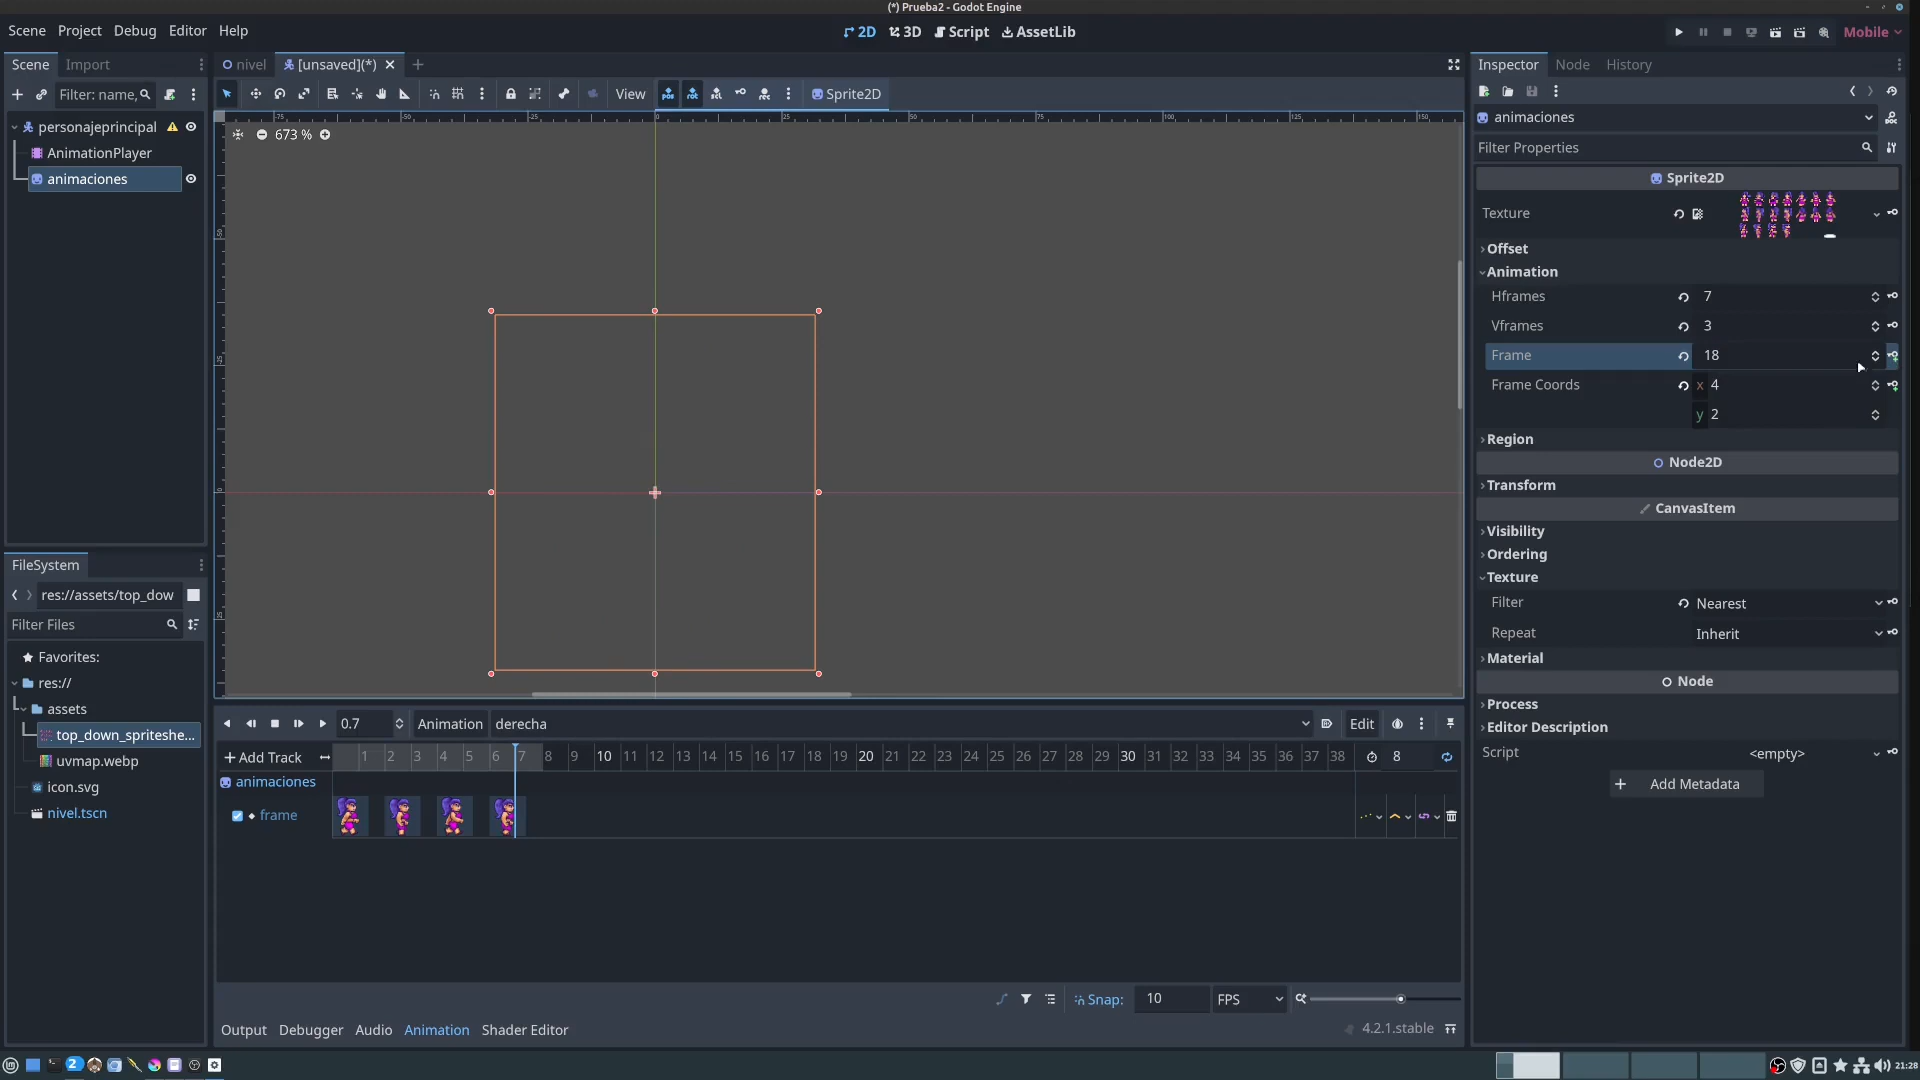 (*) Prueba2 - Godot Engine
Scene Project Debug Editor Help
2D 3D Script AssetLib
Mobile
Scene Import
nivel [unsaved](*)
Inspector Node History
Filter: name,
View Sprite2D
personajeprincipal
AnimationPlayer
animaciones
673 %
animaciones
Filter Properties
Sprite2D
Texture
Offset
Animation
Hframes 7
Vframes 3
Frame 18
Frame Coords x 4
y 2
Region
Node2D
Transform
CanvasItem
Visibility
Ordering
Texture
Filter Nearest
Repeat Inherit
Material
Node
Process
Editor Description
Script <empty>
Add Metadata
FileSystem
res://assets/top_dow
Filter Files
Favorites:
res://
assets
top_down_spriteshe...
uvmap.webp
icon.svg
nivel.tscn
0.7 Animation derecha Edit
Add Track 1 2 3 4 5 6 7 8 9 10 11 12 13 14 15 16 17 18 19 20 21 22 23 24 25 26 27 28 29 30 31 32 33 34 35 36 37 38 8
animaciones
frame
Snap: 10 FPS
Output Debugger Audio Animation Shader Editor
4.2.1.stable
2
21:28